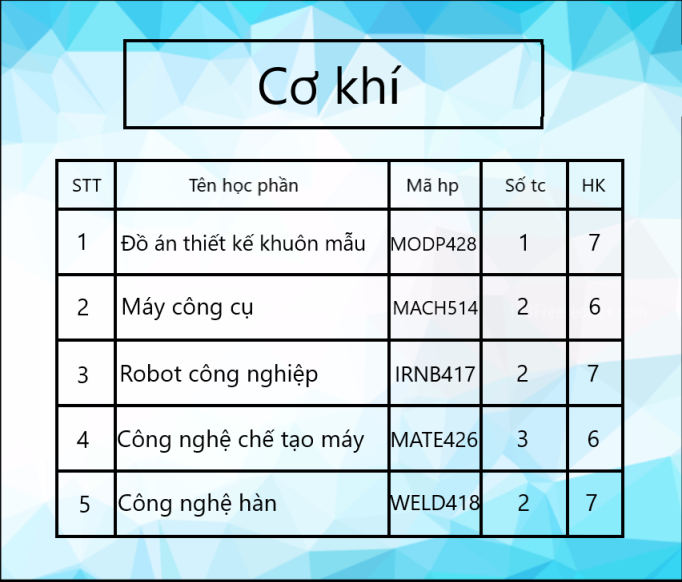 Cơ khí
STT Tên học phần Mã hp Số tc HK
1 Đồ án thiết kế khuôn mẫu MODP428 1 7
2 Máy công cụ MACH514 2 6
3 Robot công nghiệp IRNB417 2 7
4 Công nghệ chế tạo máy MATE426 3 6
5 Công nghệ hàn WELD418 2 7